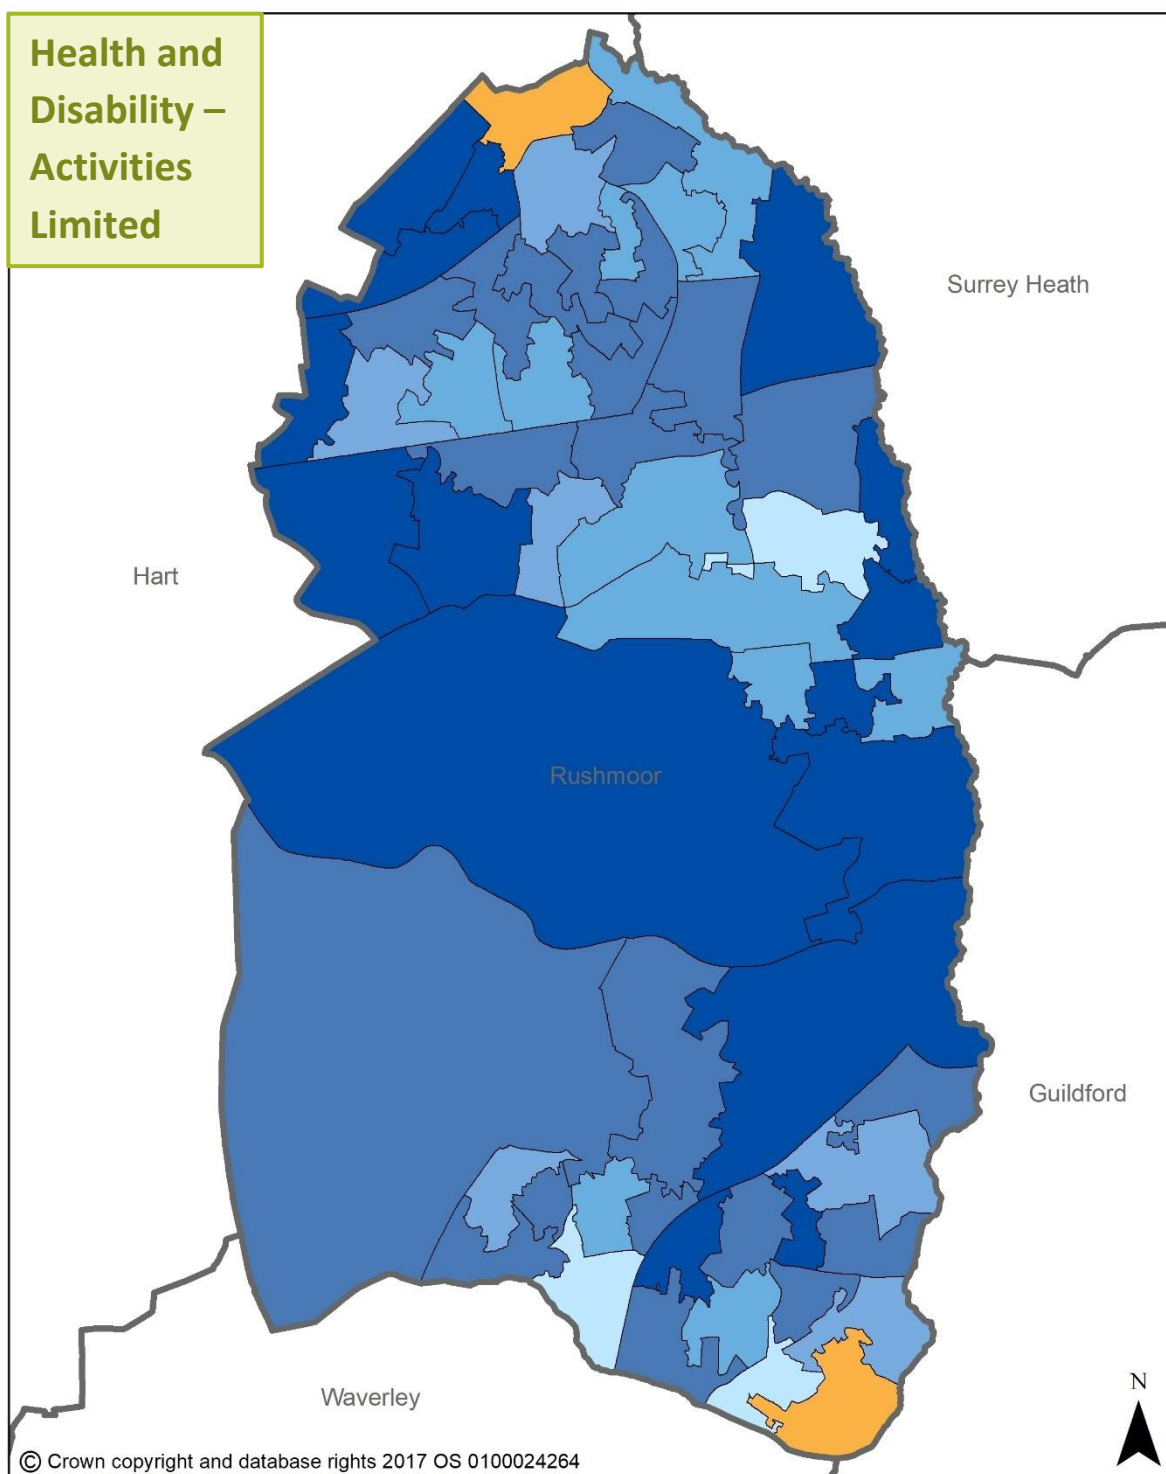 Health and
Disability –
Activities
Limited
Surrey Heath
Hart
Rushmoor
Guildford
Waverley
N
© Crown copyright and database rights 2017 OS 0100024264